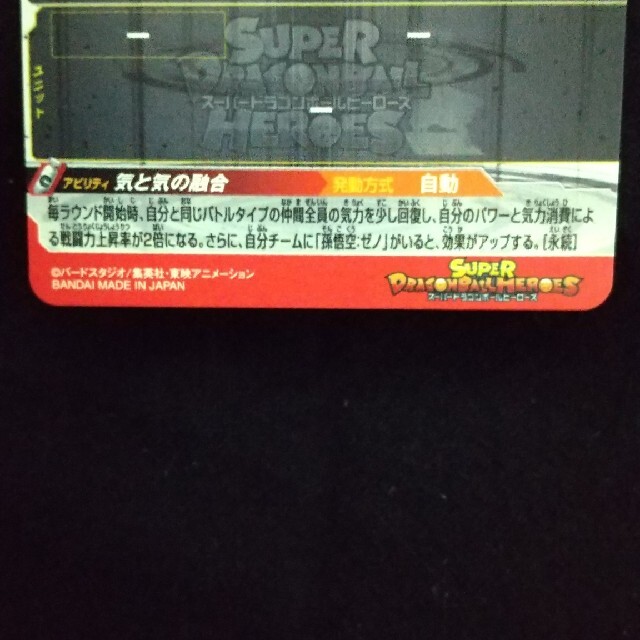 SUPER
DRAGONBALL
スーパードラゴンボールヒーローズ
HEROES
ユニット
アビリティ 気と気の融合 発動方式 自動
毎ラウンド開始時、自分と同じバトルタイプの仲間全員の気力を少し回復し、自分のパワーと気力消費によ
る戦闘力上昇率が2倍になる。さらに、自分チームに「孫悟空:ゼノ」がいると、効果がアップする。[永続]
©バードスタジオ/集英社・東映アニメーション
BANDAI MADE IN JAPAN
SUPER
DRAGONBALL HEROES
スーパードラゴンボールヒーローズ